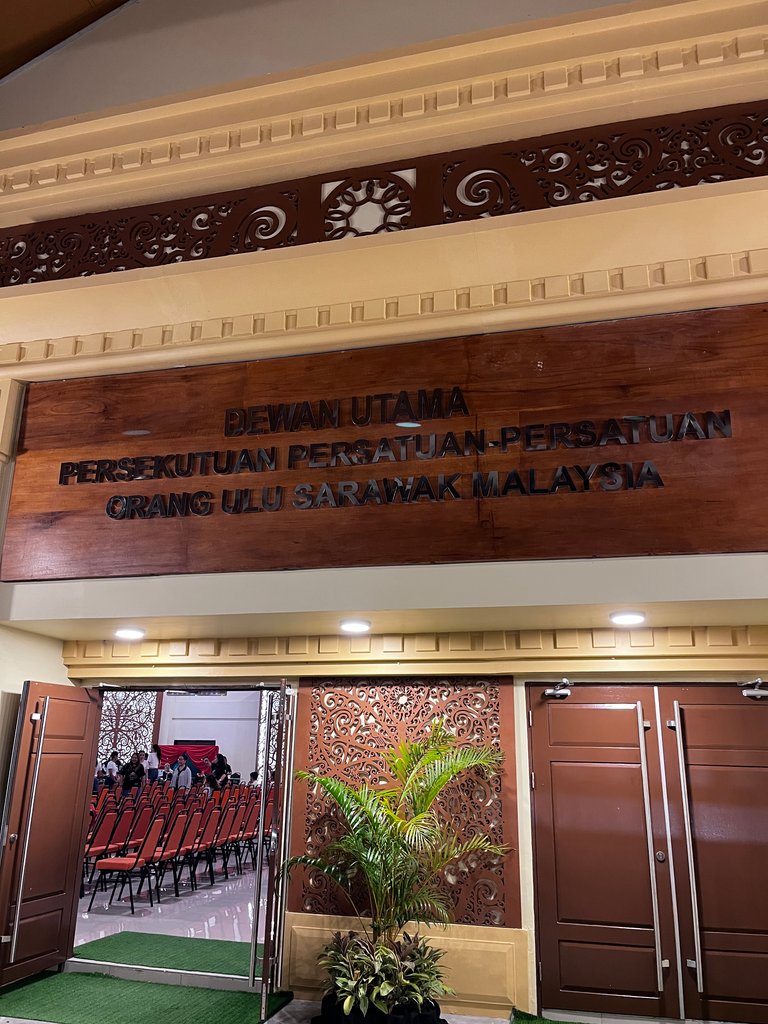 DEWAN UTAMA
PERSEKUTUAN PERSATUAN-PERSATUAN
ORANG ULU SARAWAK MALAYSIA